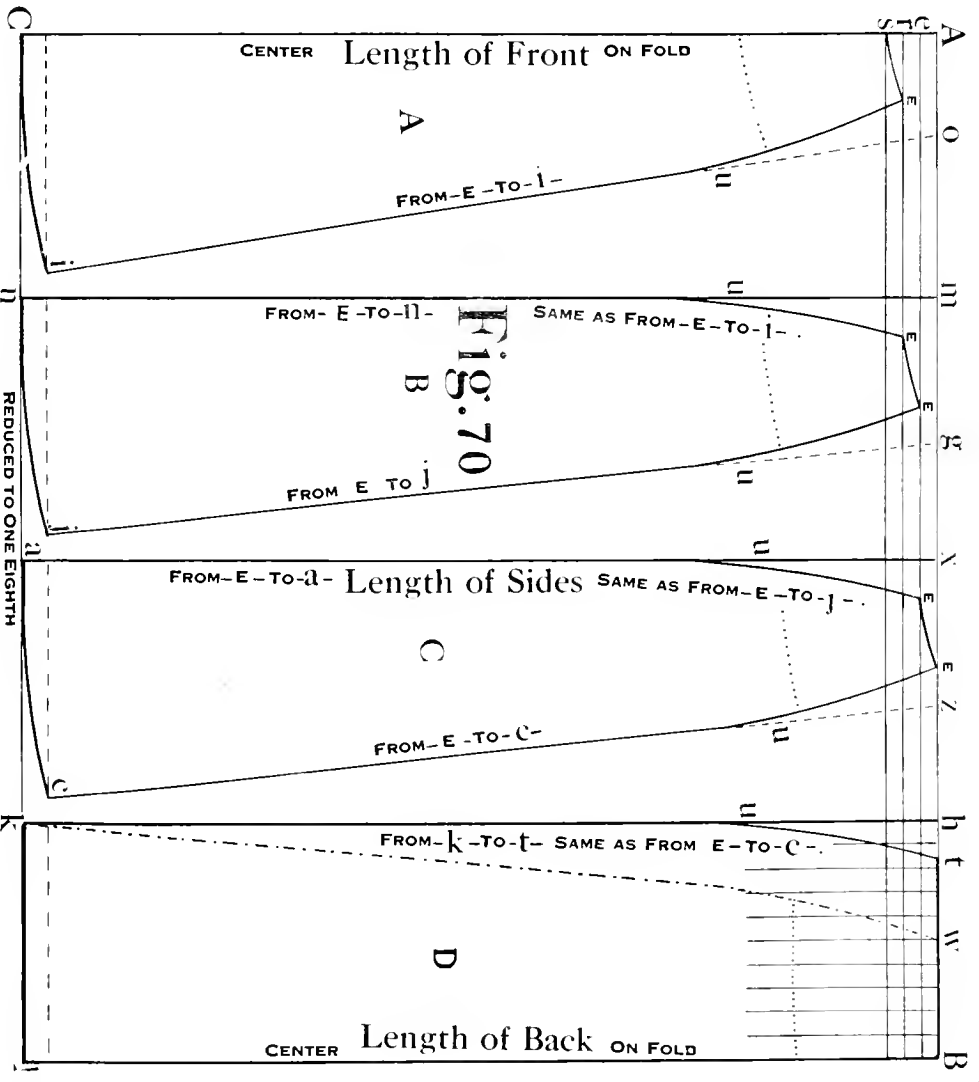 C
A
e
r
s
CENTER Length of Front ON FOLD
E
o
A
FROM-E-TO-i-
u
i
n
u
m
FROM-E-TO-n- SAME AS FROM-E-TO-i-.
E
Fig. 70
B
E
g
FROM E TO j
u
j
a
u
x
FROM-E-TO-a- Length of Sides SAME AS FROM-E-TO-j-.
E
C
E
z
FROM-E-TO-c-
u
c
k
u
h
FROM-k-TO-t- SAME AS FROM E-TO-c-.
t
w
D
CENTER Length of Back ON FOLD
B
REDUCED TO ONE EIGHTH